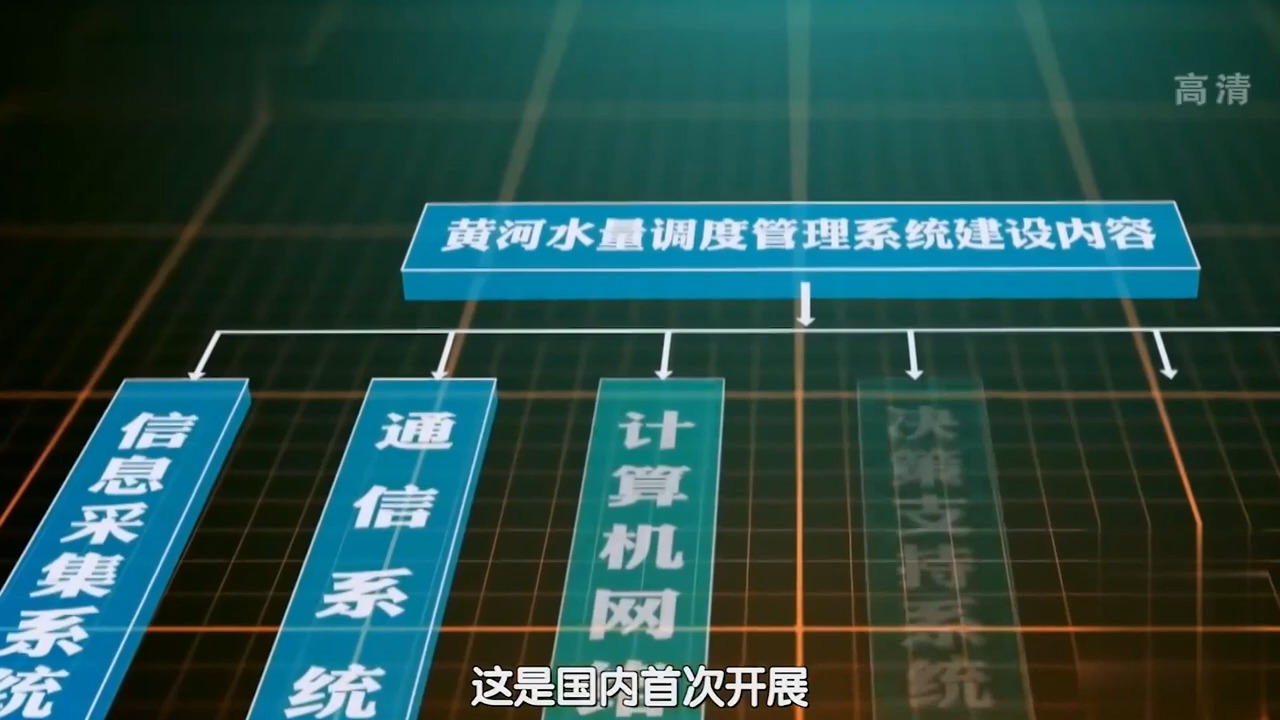 高清
黄河水量调度管理系统建设内容
信息采集系统
通信系统
计算机网络
决策支持系统
这是国内首次开展